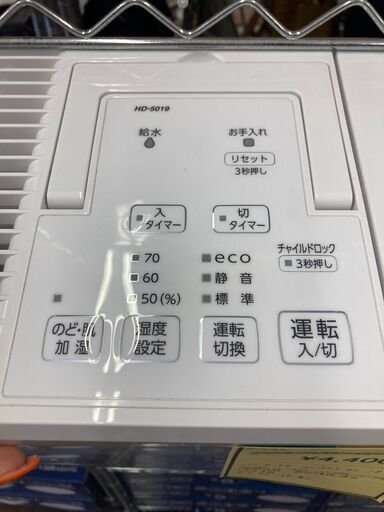 HD-5019
給水
お手入れ
リセット
3秒押し
入
タイマー
切
タイマー
70
eco
チャイルドロック
3秒押し
60
静音
50(%)
標準
のど・肌
加湿
湿度
設定
運転
切換
運転
入/切